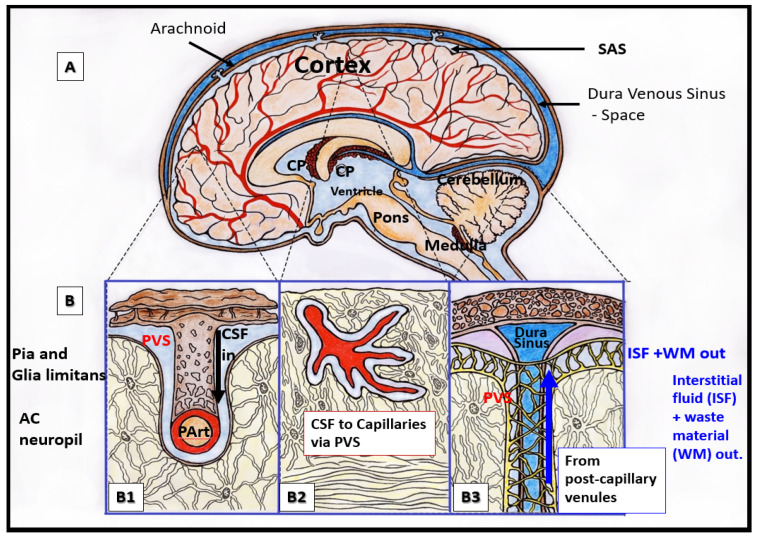 Arachnoid
A
Cortex
SAS
Dura Venous Sinus
- Space
CP
CP
Ventricle
Cerebellum
Pons
Medulla
B
PVS
CSF
in
Pia and
Glia limitans
AC
neuropil
PArt
B1
CSF to Capillaries
via PVS
B2
Dura
Sinus
PVS
From
post-capillary
venules
B3
ISF +WM out
Interstitial
fluid (ISF)
+ waste
material
(WM) out.